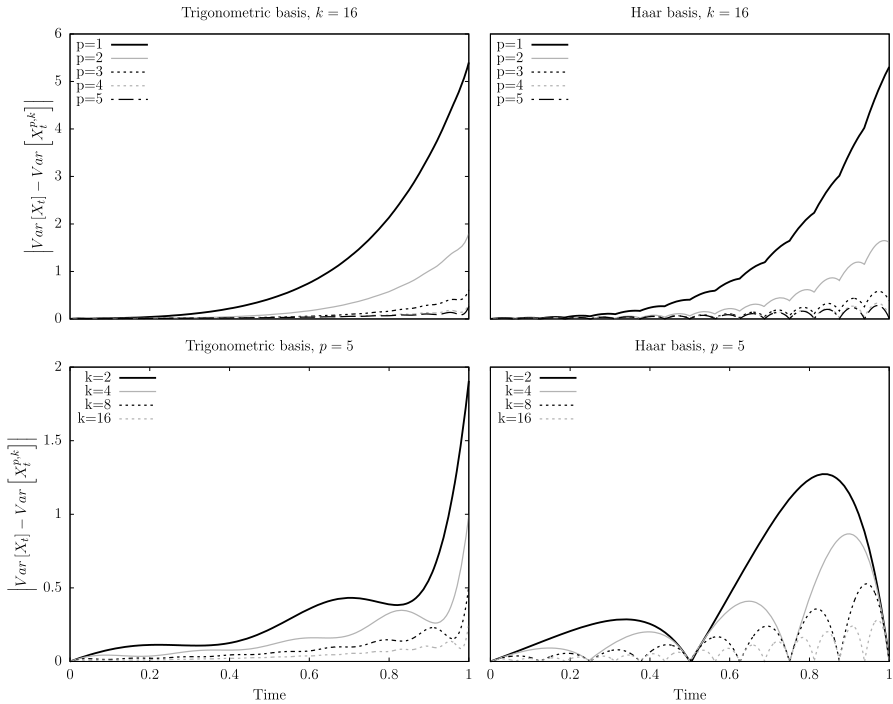 Trigonometric basis, k = 16
Haar basis, k = 16
|Var [X_t] − Var [X_t^{p,k}]|
6
5
4
3
2
1
0
p=1
p=2
p=3
p=4
p=5
p=1
p=2
p=3
p=4
p=5
Trigonometric basis, p = 5
Haar basis, p = 5
|Var [X_t] − Var [X_t^{p,k}]|
2
1.5
1
0.5
0
k=2
k=4
k=8
k=16
k=2
k=4
k=8
k=16
0 0.2 0.4 0.6 0.8 1
0 0.2 0.4 0.6 0.8 1
Time
Time